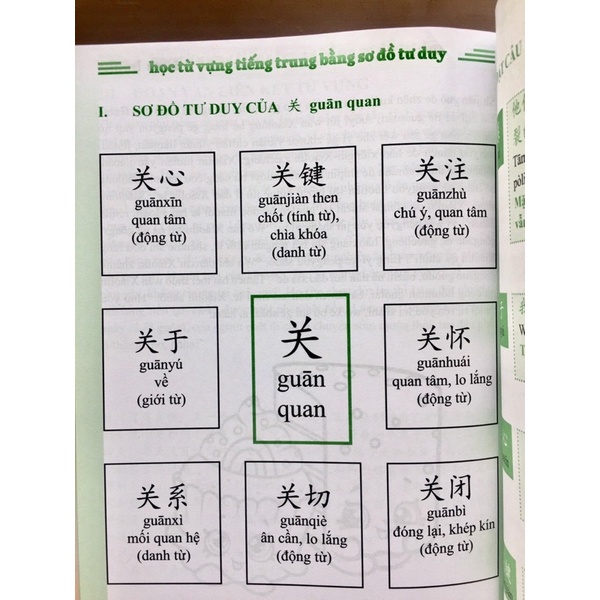 học từ vựng tiếng trung bằng sơ đồ tư duy
I. SƠ ĐỒ TƯ DUY CỦA 关 guān quan
关心
guānxīn
quan tâm
(động từ)
关键
guānjiàn then
chốt (tính từ),
chìa khóa
(danh từ)
关注
guānzhù
chú ý, quan tâm
(động từ)
关于
guānyú
về
(giới từ)
关
guān
quan
关怀
guānhuái
quan tâm, lo lắng
(động từ)
关系
guānxì
mối quan hệ
(danh từ)
关切
guānqiè
ân cần, lo lắng
(động từ)
关闭
guānbì
đóng lại, khép kín
(động từ)